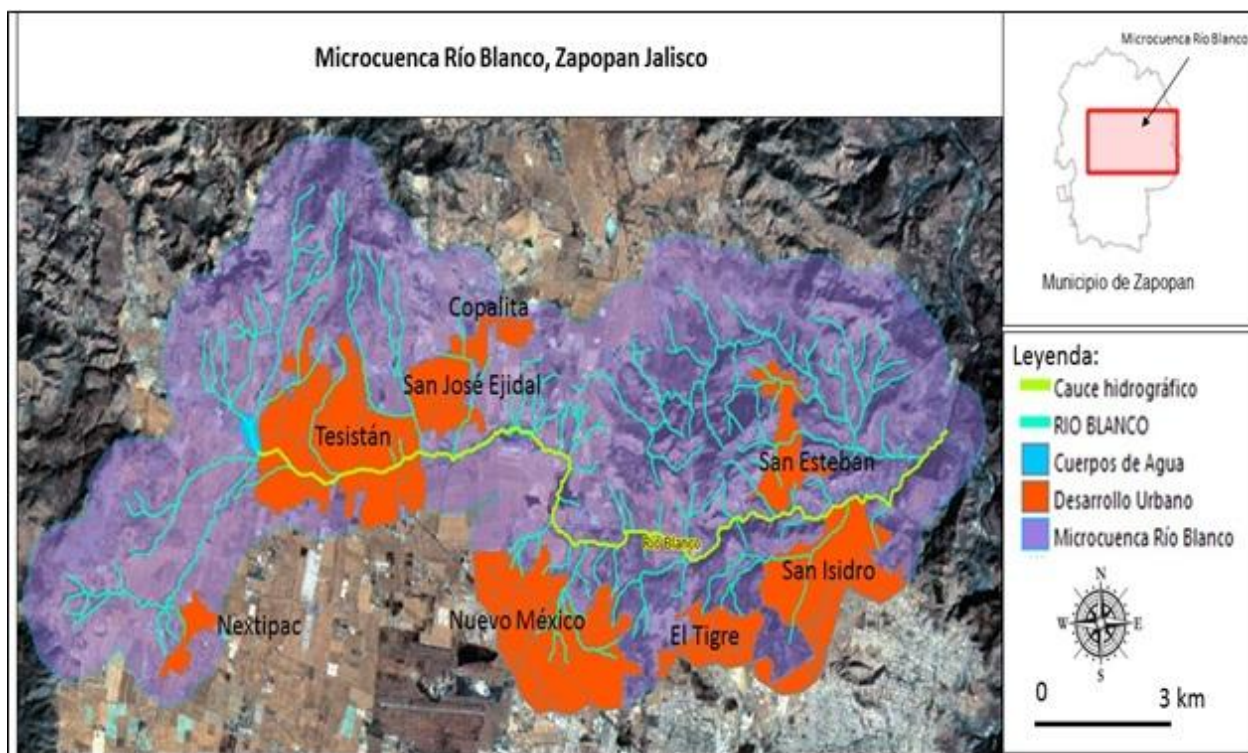 Microcuenca Río Blanco, Zapopan Jalisco
Microcuenca Río Blanco
Municipio de Zapopan
Copalita
San José Ejidal
Tesistán
San Esteban
Río Blanco
San Isidro
Nuevo México
El Tigre
Nextipac
Leyenda:
Cauce hidrográfico
RIO BLANCO
Cuerpos de Agua
Desarrollo Urbano
Microcuenca Río Blanco
N
W E
S
0 3 km